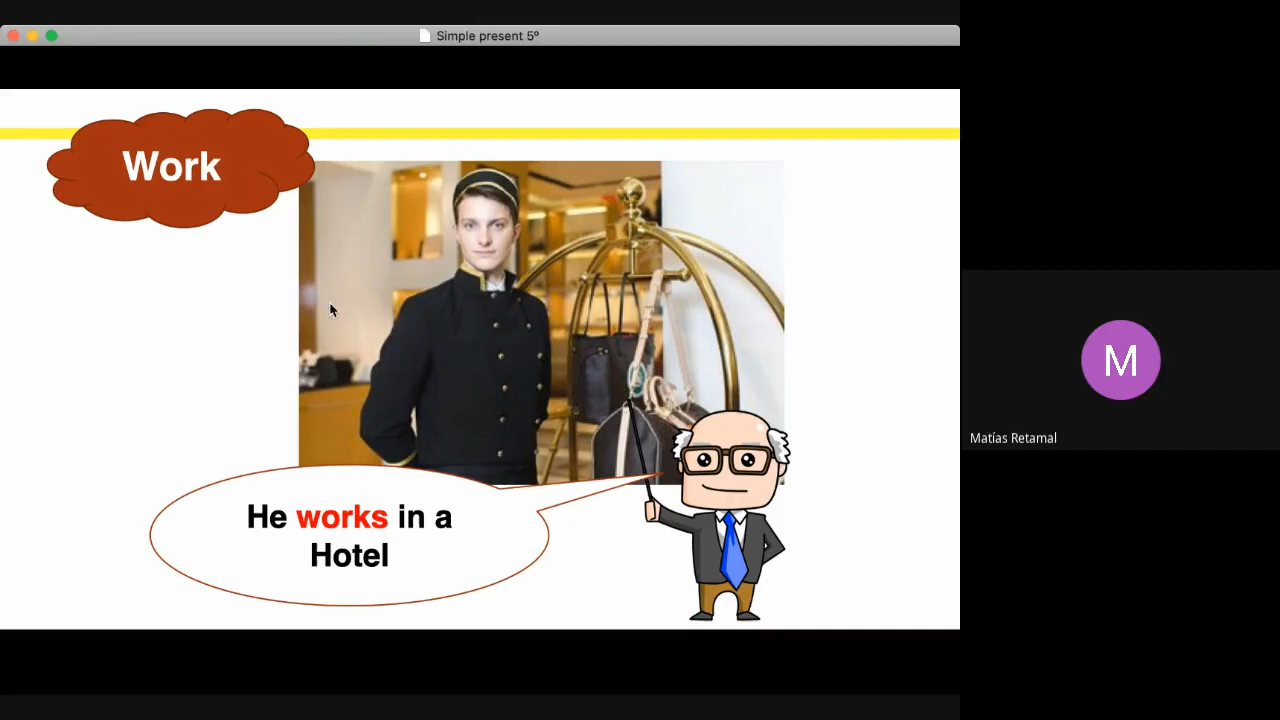 Simple present 5º
Work
He works in a
Hotel
M
Matías Retamal